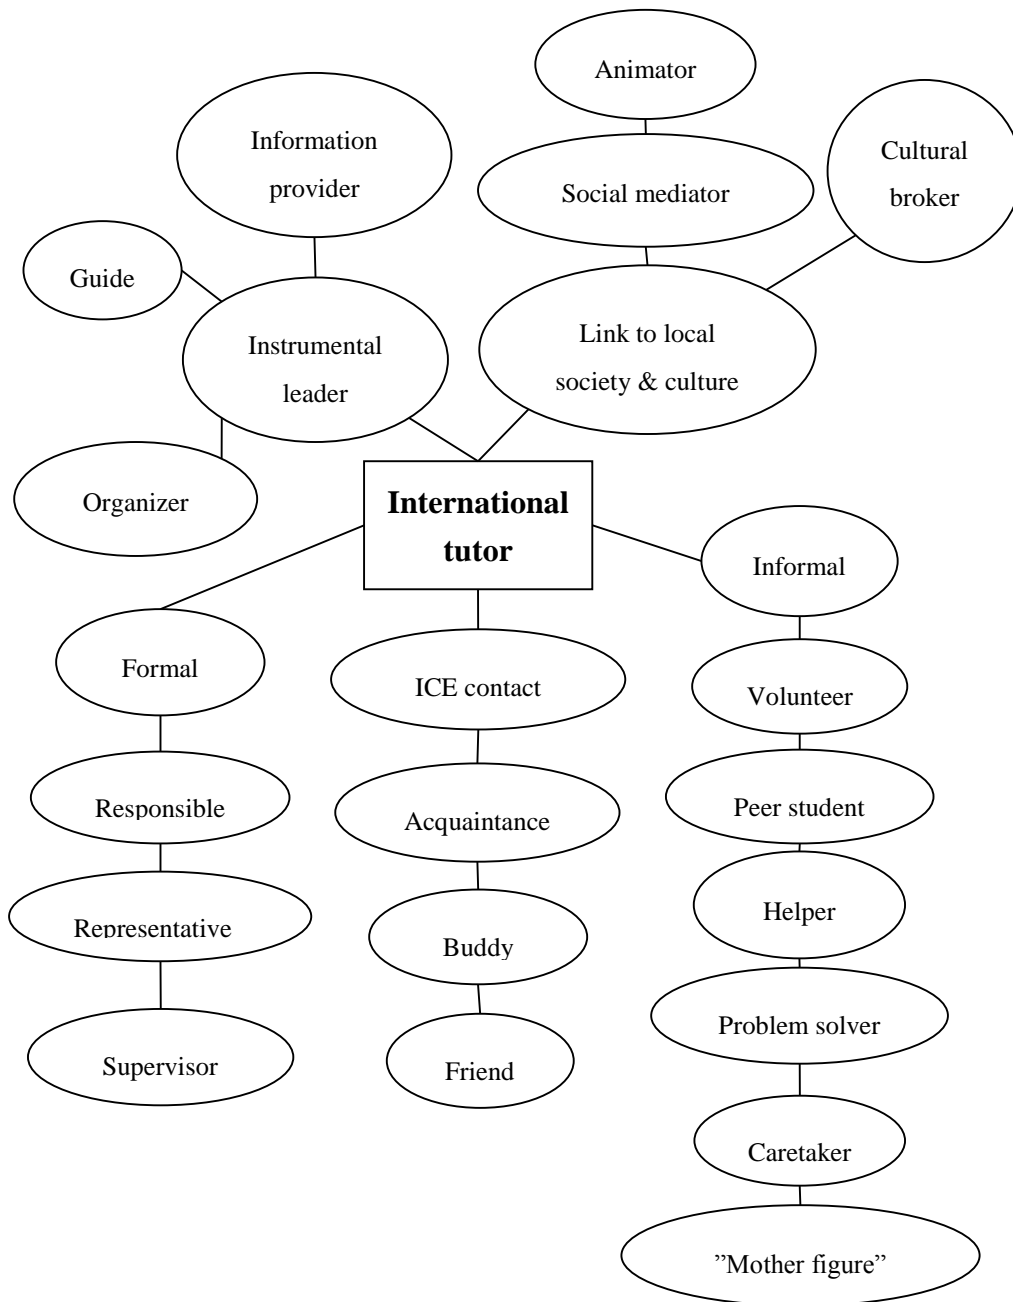 Animator
Information
provider
Cultural
broker
Social mediator
Guide
Instrumental
leader
Link to local
society & culture
Organizer
International
tutor
Informal
Formal
ICE contact
Volunteer
Responsible
Acquaintance
Peer student
Representative
Buddy
Helper
Supervisor
Friend
Problem solver
Caretaker
”Mother figure”